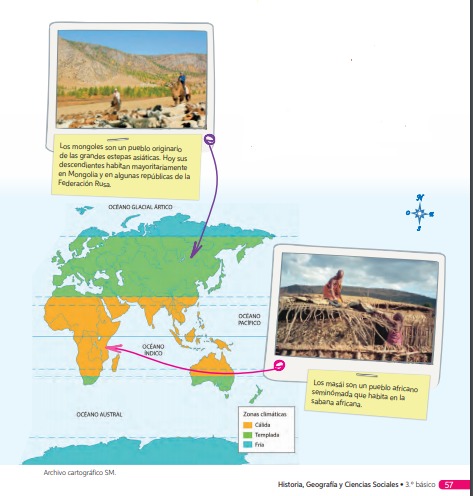 Los mongoles son un pueblo originario
de las grandes estepas asiáticas. Hoy sus
descendientes habitan mayoritariamente
en Mongolia y en algunas repúblicas de la
Federación Rusa.
OCÉANO GLACIAL ÁRTICO
N
O
E
S
OCÉANO
PACÍFICO
OCÉANO
ÍNDICO
Los masái son un pueblo africano
seminómada que habita en la
sabana africana.
OCÉANO AUSTRAL
Zonas climáticas
Cálida
Templada
Fría
Archivo cartográfico SM.
Historia, Geografía y Ciencias Sociales • 3.° básico 57